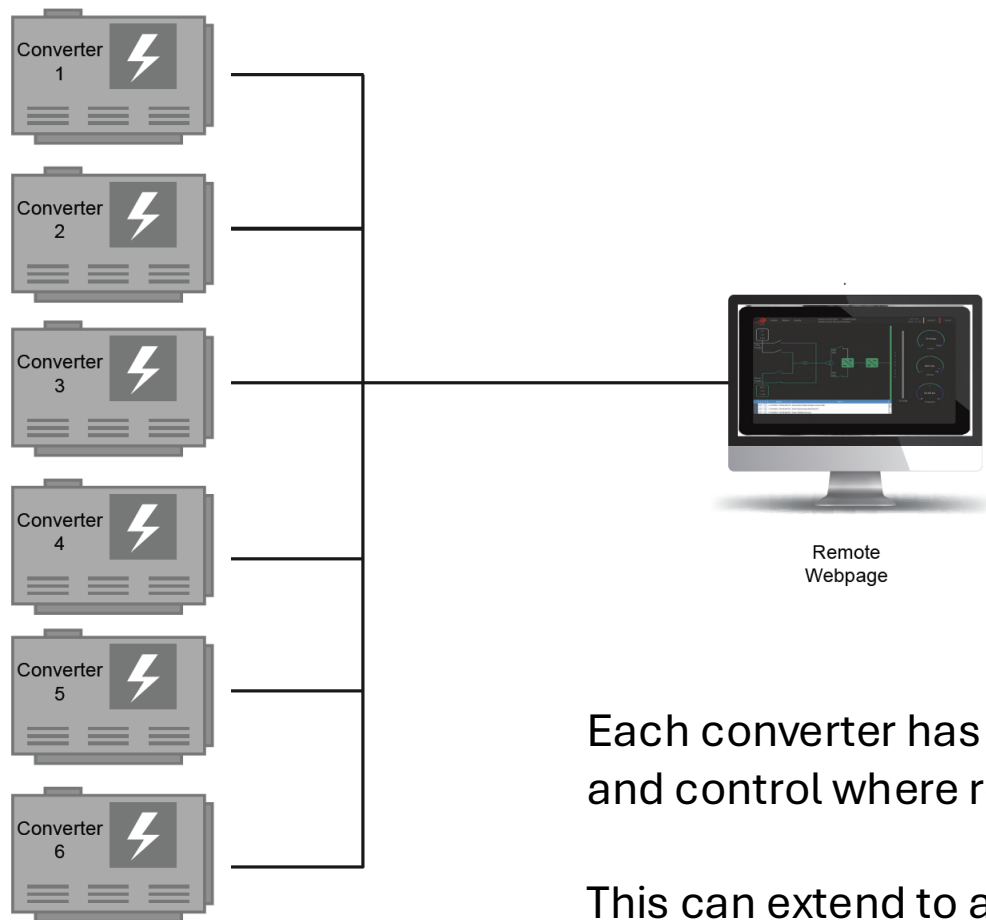 Converter
1
Converter
2
Converter
3
Converter
4
Converter
5
Converter
6
Remote
Webpage
Each converter has
and control where r
This can extend to a